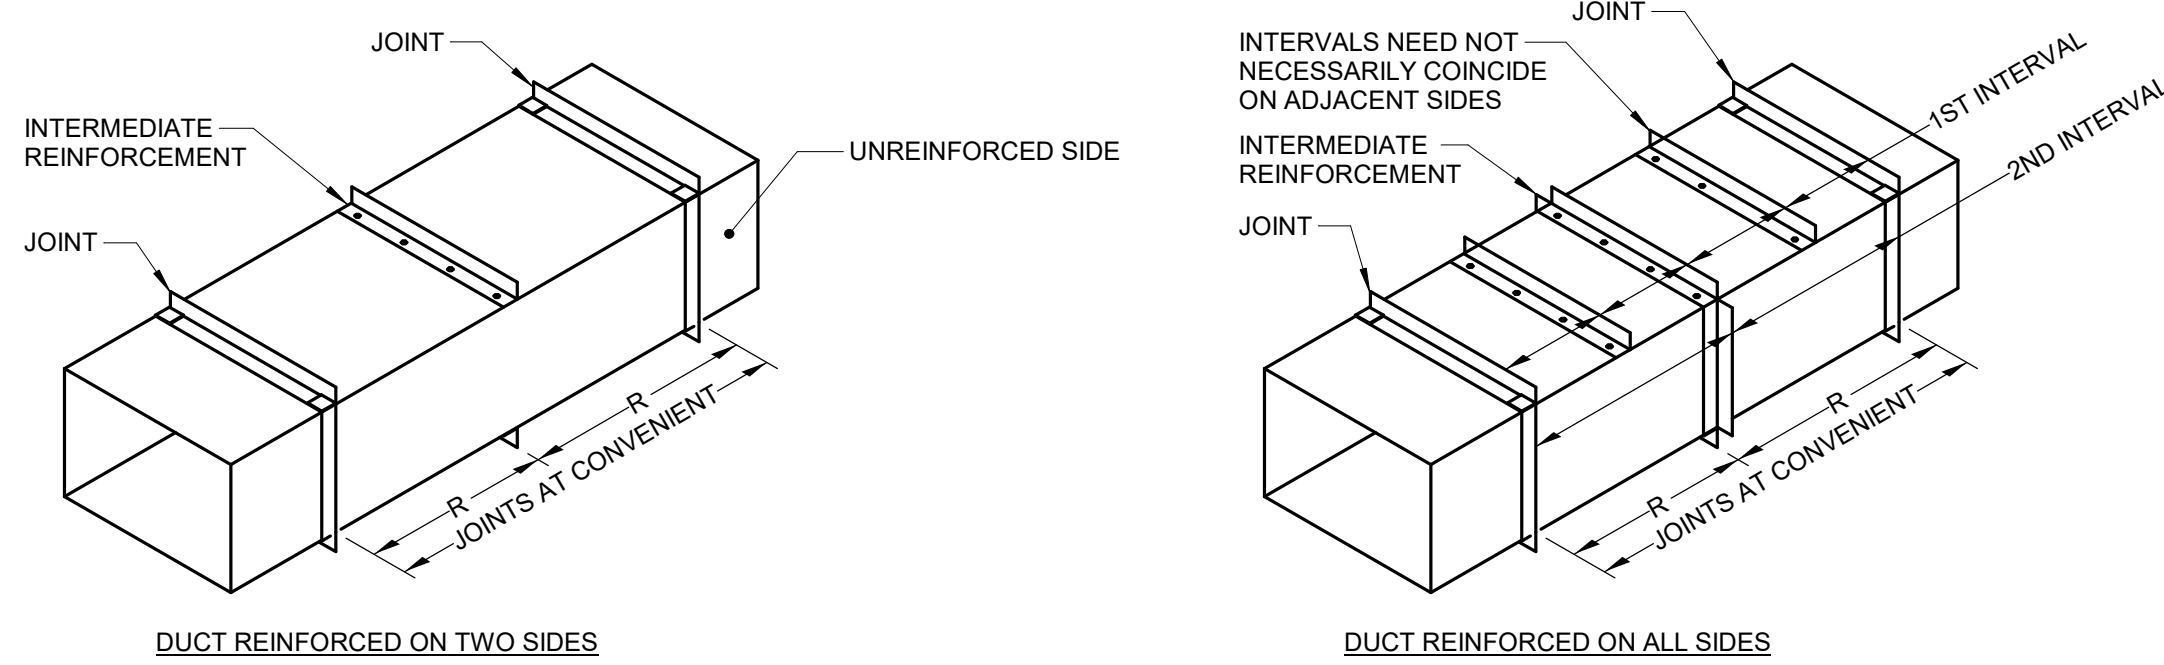 JOINT
INTERMEDIATE
REINFORCEMENT
JOINT
UNREINFORCED SIDE
R
R
JOINTS AT CONVENIENT
DUCT REINFORCED ON TWO SIDES
JOINT
INTERVALS NEED NOT
NECESSARILY COINCIDE
ON ADJACENT SIDES
INTERMEDIATE
REINFORCEMENT
JOINT
1ST INTERVAL
2ND INTERVAL
R
R
JOINTS AT CONVENIENT
DUCT REINFORCED ON ALL SIDES